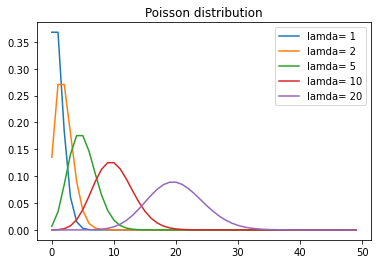 Poisson distribution
lamda= 1
lamda= 2
lamda= 5
lamda= 10
lamda= 20
0.35
0.30
0.25
0.20
0.15
0.10
0.05
0.00
0 10 20 30 40 50